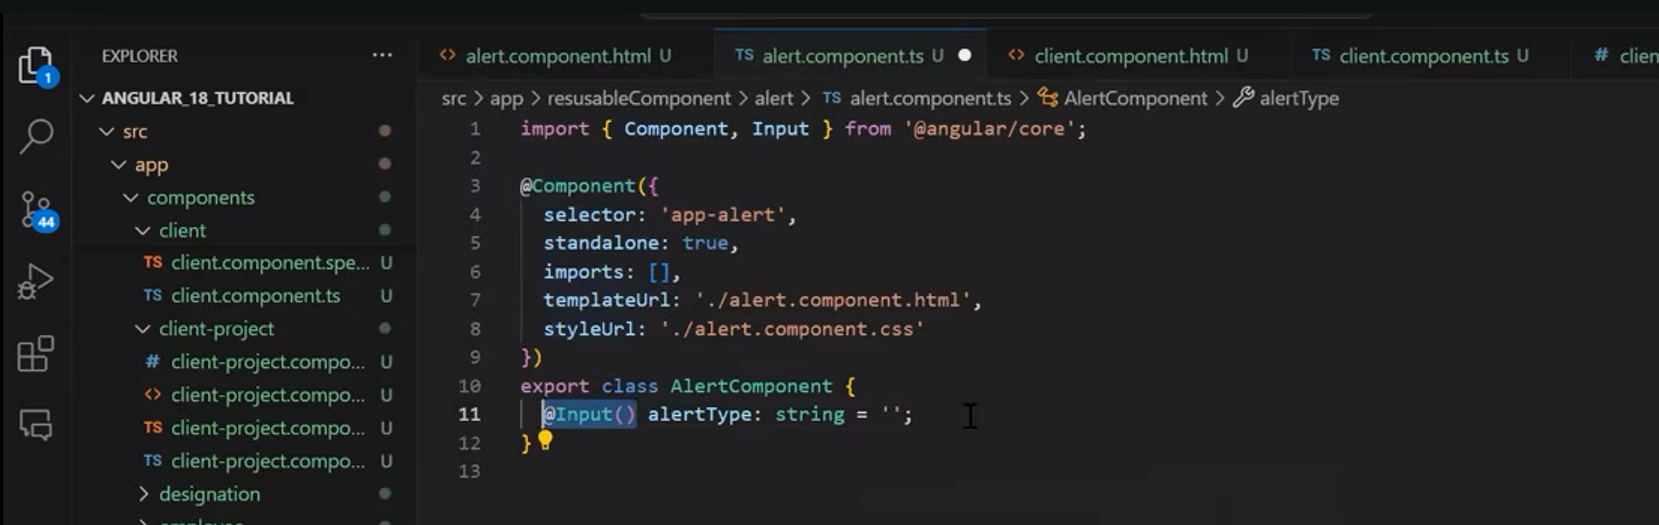 EXPLORER
ANGULAR_18_TUTORIAL
src
app
components
client
client.component.spe... U
client.component.ts U
client-project
client-project.compo... U
client-project.compo... U
client-project.compo... U
client-project.compo... U
designation
1
44
alert.component.html U
TS alert.component.ts U
client.component.html U
TS client.component.ts U
# clien
src > app > resusableComponent > alert > TS alert.component.ts > AlertComponent > alertType
1 import { Component, Input } from '@angular/core';
2
3 @Component({
4 selector: 'app-alert',
5 standalone: true,
6 imports: [],
7 templateUrl: './alert.component.html',
8 styleUrl: './alert.component.css'
9 })
10 export class AlertComponent {
11 @Input() alertType: string = '';
12 }
13